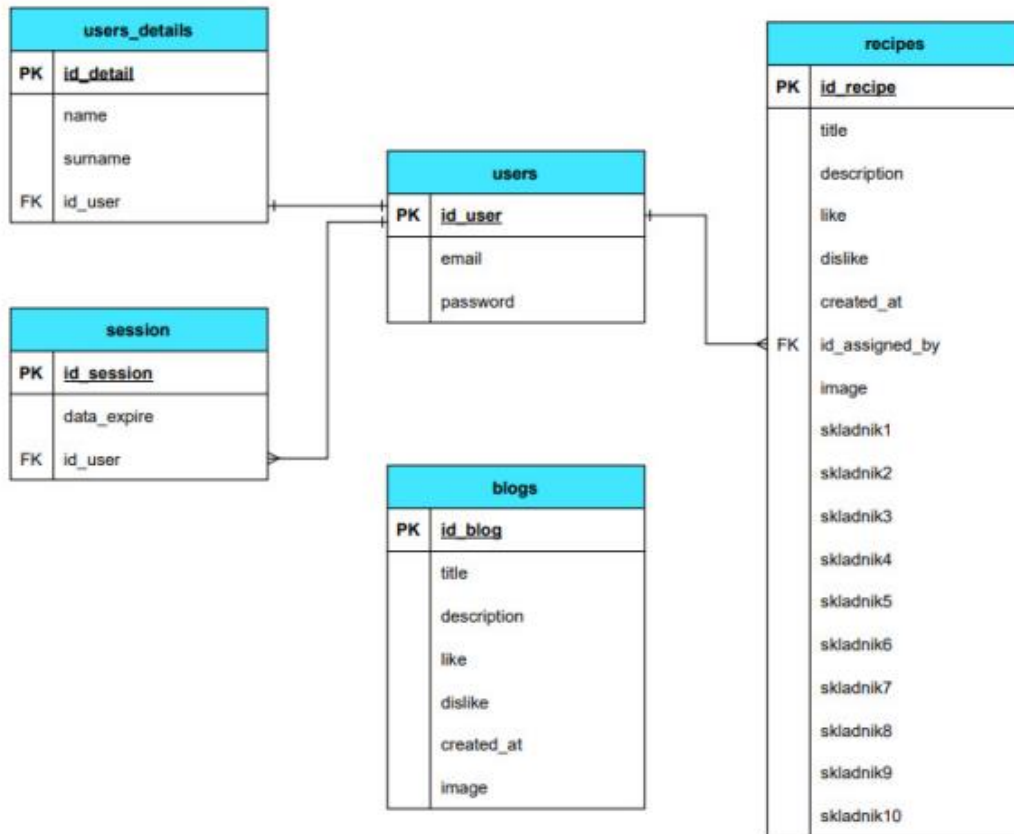 users_details
PK id_detail
name
surname
FK id_user
session
PK id_session
data_expire
FK id_user
users
PK id_user
email
password
blogs
PK id_blog
title
description
like
dislike
created_at
image
recipes
PK id_recipe
title
description
like
dislike
created_at
FK id_assigned_by
image
skladnik1
skladnik2
skladnik3
skladnik4
skladnik5
skladnik6
skladnik7
skladnik8
skladnik9
skladnik10